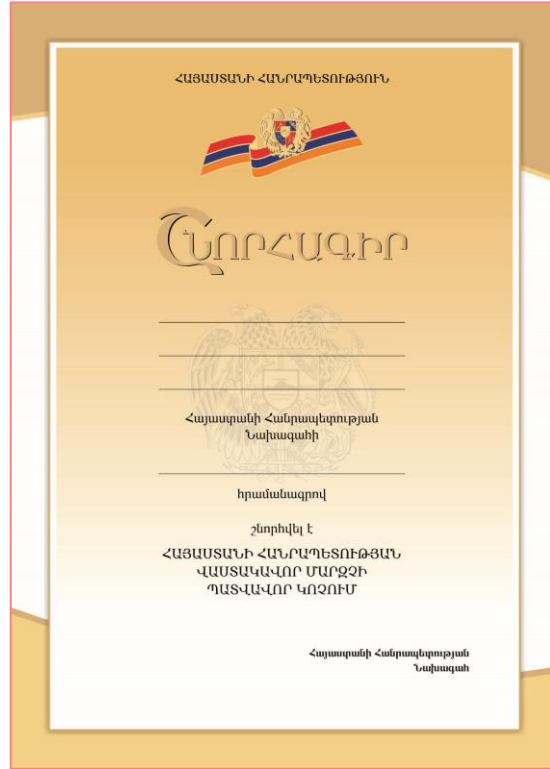 ՀԱՅԱՍՏԱՆԻ ՀԱՆՐԱՊԵՏՈՒԹՅՈՒՆ
ՇՆՈՐՀԱԳԻՐ
Հայաստանի Հանրապետության
Նախագահի
հրամանագրով
շնորհվել է
ՀԱՅԱՍՏԱՆԻ ՀԱՆՐԱՊԵՏՈՒԹՅԱՆ
ՎԱՍՏԱԿԱՎՈՐ ՄԱՐԶՉԻ
ՊԱՏՎԱՎՈՐ ԿՈՉՈՒՄ
Հայաստանի Հանրապետության
Նախագահ